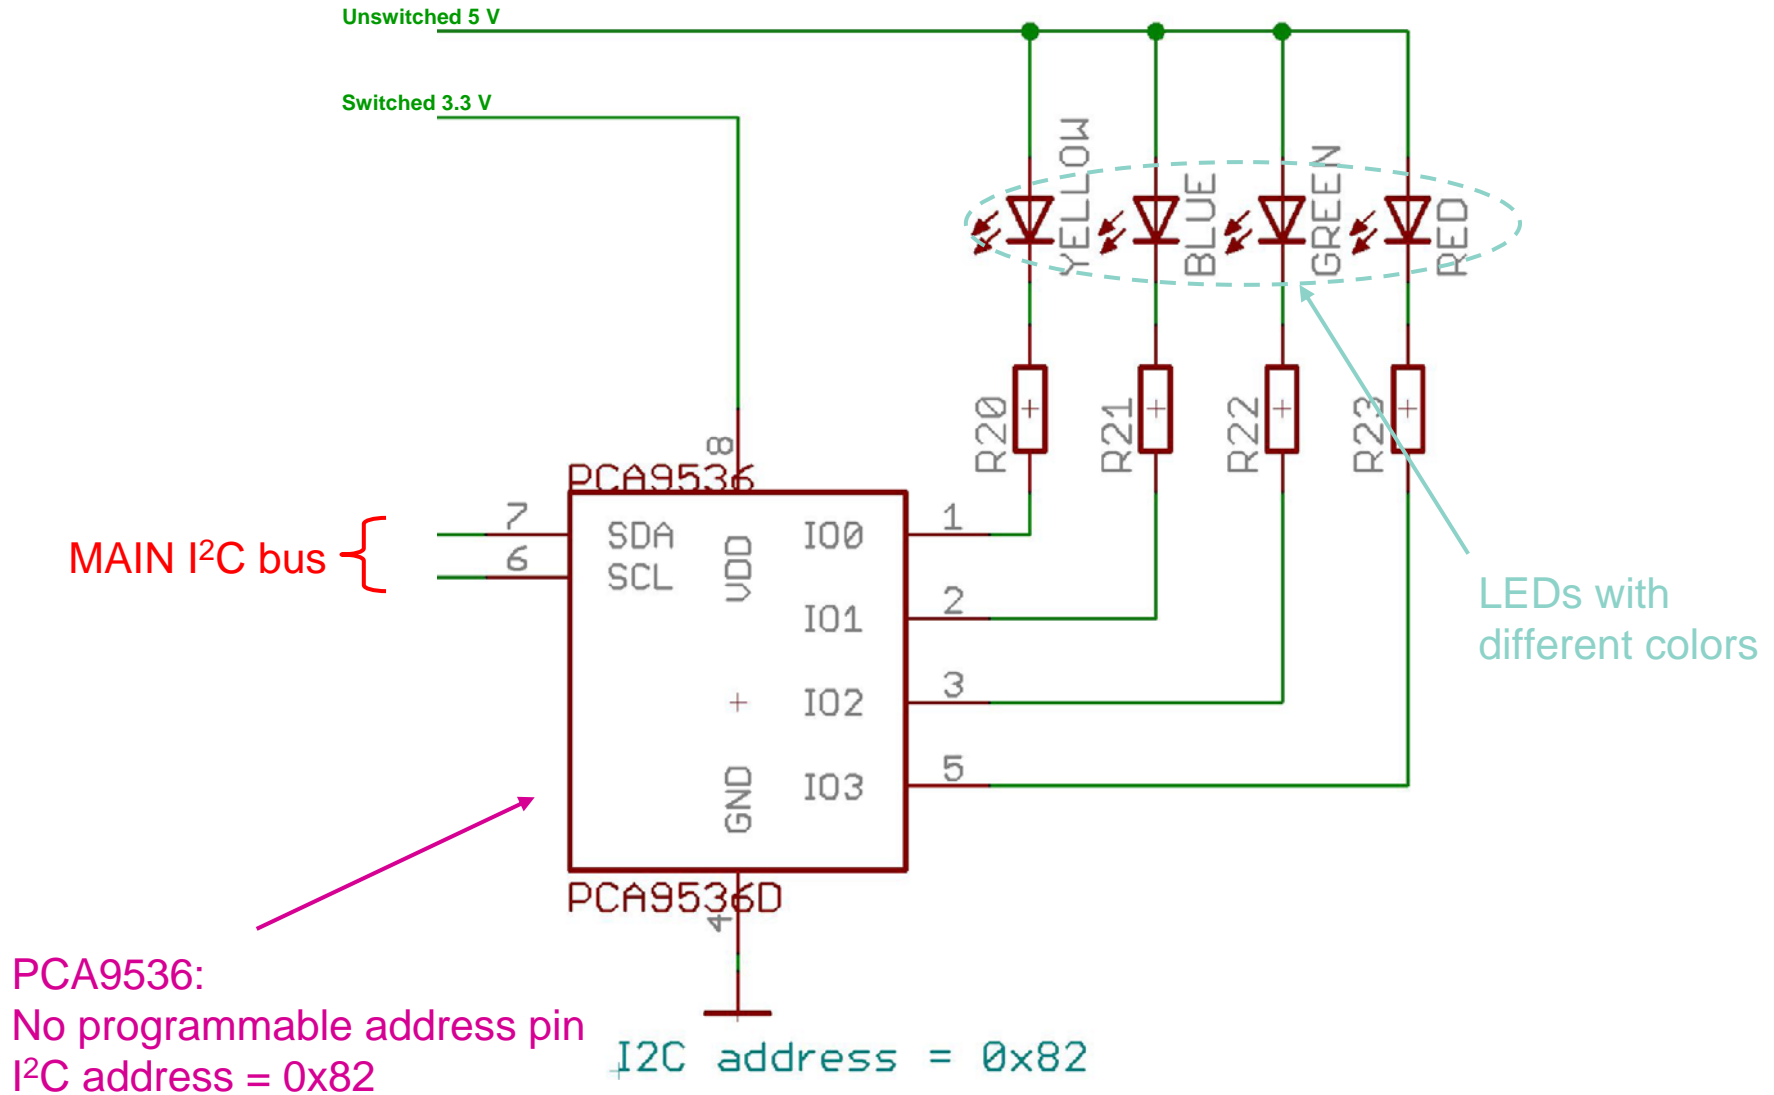 Unswitched 5 V
Switched 3.3 V
YELLOW
BLUE
GREEN
RED
R20
R21
R22
R23
8
PCA9536
7
SDA
VDD
IO0
1
MAIN I²C bus
6
SCL
IO1
2
LEDs with
different colors
IO2
3
GND
IO3
5
PCA9536D
4
PCA9536:
No programmable address pin
I²C address = 0x82
I2C address = 0x82